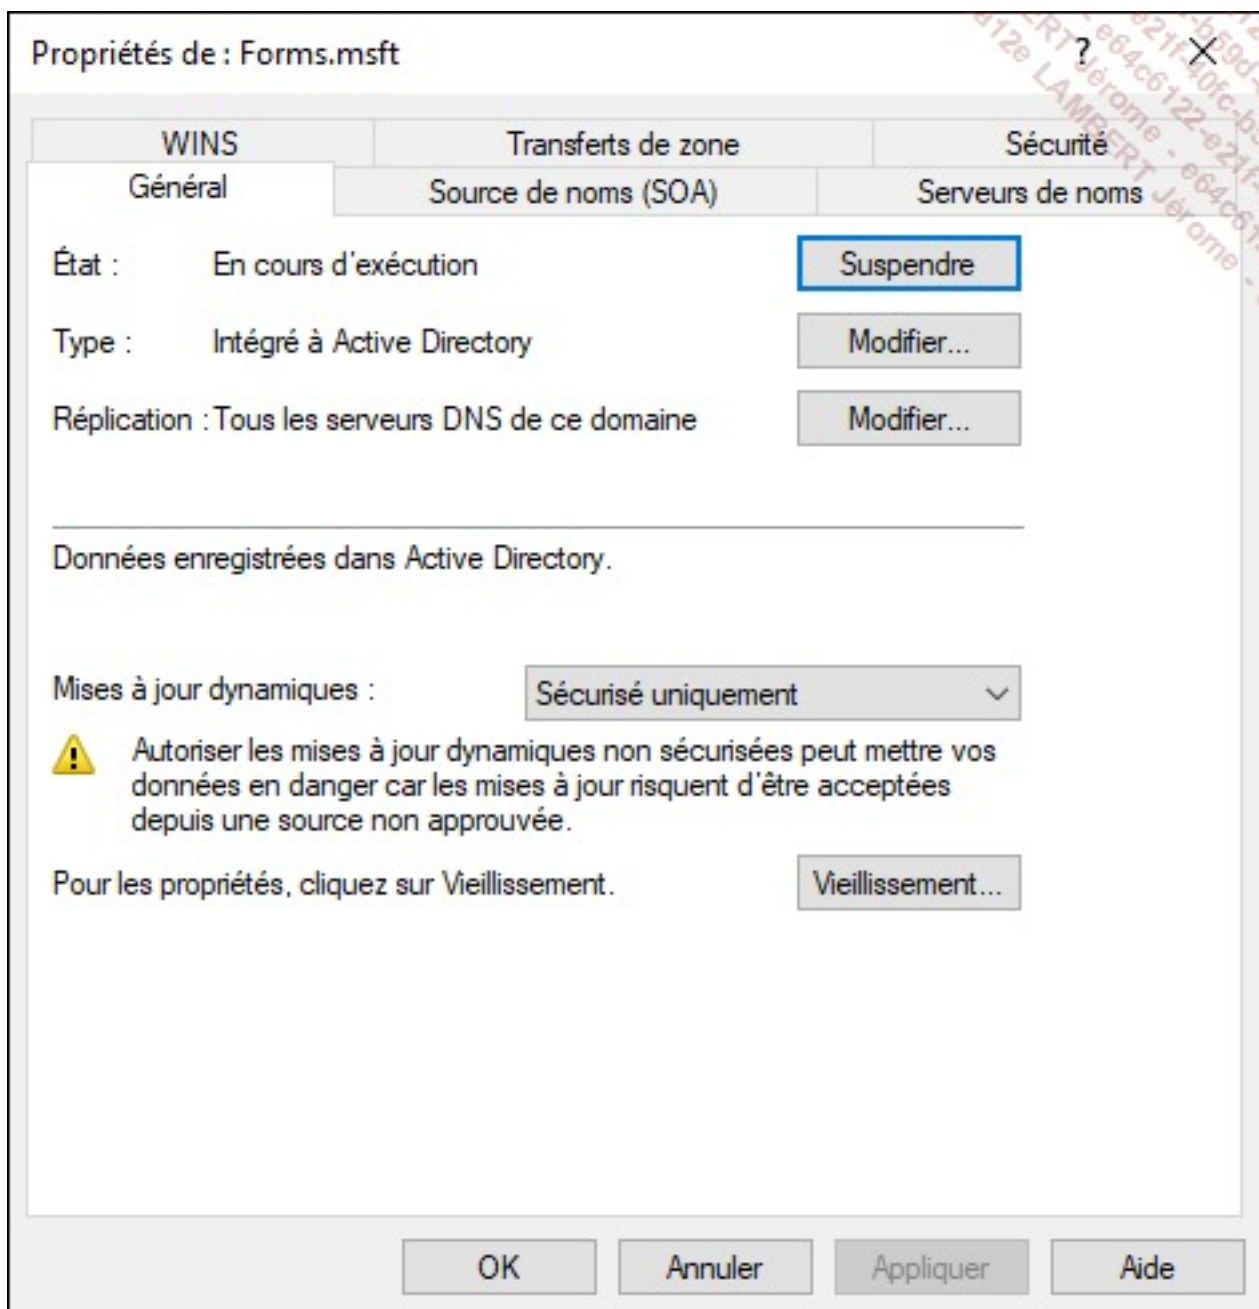 Propriétés de : Forms.msft
?
WINS
Transferts de zone
Sécurité
Général
Source de noms (SOA)
Serveurs de noms
État : En cours d'exécution
Suspendre
Type : Intégré à Active Directory
Modifier...
Réplication : Tous les serveurs DNS de ce domaine
Modifier...
Données enregistrées dans Active Directory.
Mises à jour dynamiques :
Sécurisé uniquement
Autoriser les mises à jour dynamiques non sécurisées peut mettre vos
données en danger car les mises à jour risquent d'être acceptées
depuis une source non approuvée.
Pour les propriétés, cliquez sur Vieillissement.
Vieillissement...
OK
Annuler
Appliquer
Aide
LAMBERT Jérome